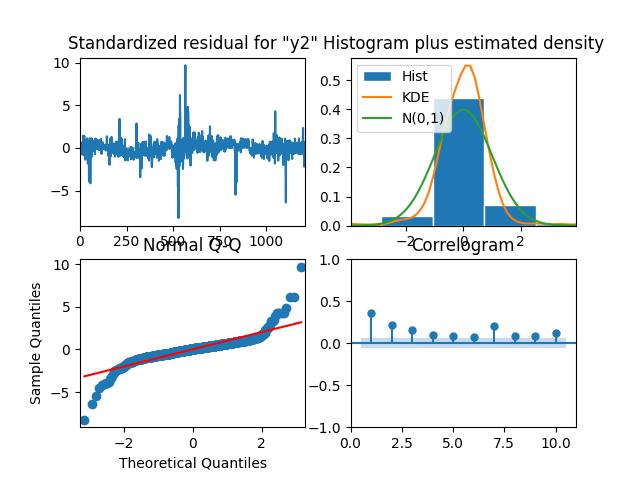 Standardized residual for "y2"
Histogram plus estimated density
10
5
0
−5
0 250 500 750 1000
Hist
KDE
N(0,1)
0.5
0.4
0.3
0.2
0.1
0.0
−2 0 2
Normal Q-Q
Correlogram
Sample Quantiles
10
5
0
−5
−2 0 2
Theoretical Quantiles
1.0
0.5
0.0
−0.5
−1.0
0.0 2.5 5.0 7.5 10.0